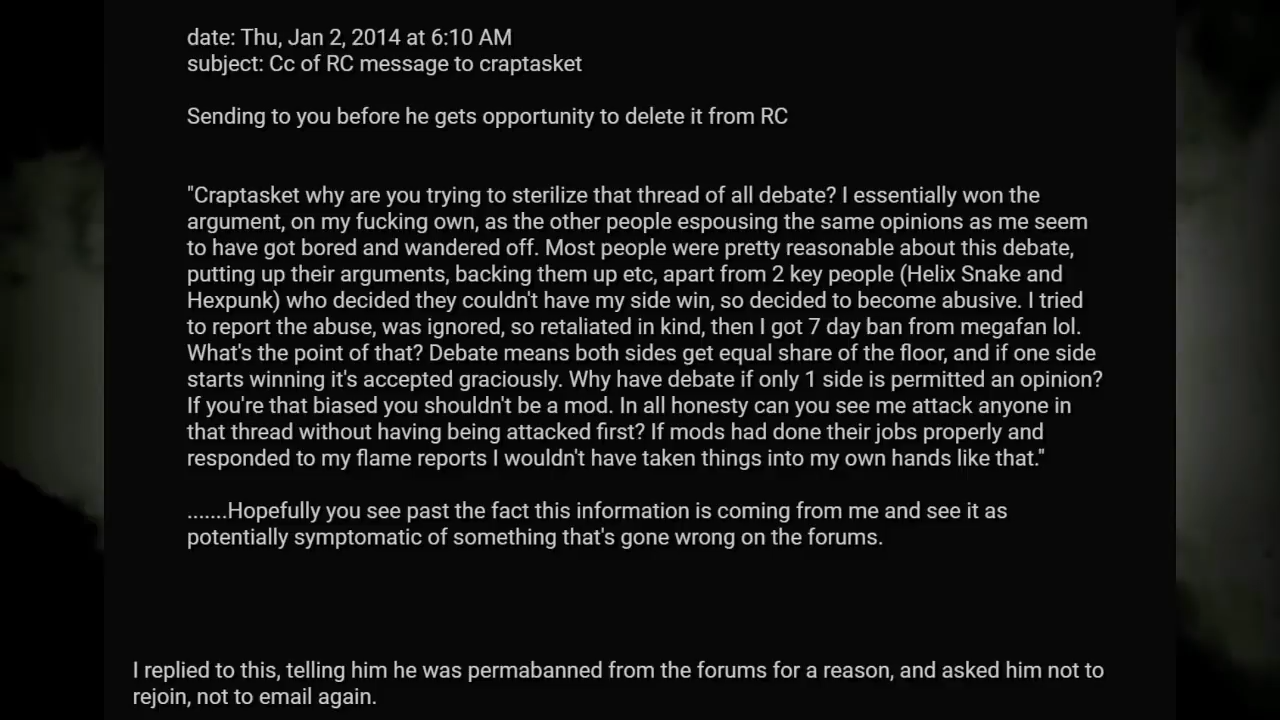 date: Thu, Jan 2, 2014 at 6:10 AM
subject: Cc of RC message to craptasket
Sending to you before he gets opportunity to delete it from RC
"Craptasket why are you trying to sterilize that thread of all debate? I essentially won the
argument, on my fucking own, as the other people espousing the same opinions as me seem
to have got bored and wandered off. Most people were pretty reasonable about this debate,
putting up their arguments, backing them up etc, apart from 2 key people (Helix Snake and
Hexpunk) who decided they couldn't have my side win, so decided to become abusive. I tried
to report the abuse, was ignored, so retaliated in kind, then I got 7 day ban from megafan lol.
What's the point of that? Debate means both sides get equal share of the floor, and if one side
starts winning it's accepted graciously. Why have debate if only 1 side is permitted an opinion?
If you're that biased you shouldn't be a mod. In all honesty can you see me attack anyone in
that thread without having being attacked first? If mods had done their jobs properly and
responded to my flame reports I wouldn't have taken things into my own hands like that."
.......Hopefully you see past the fact this information is coming from me and see it as
potentially symptomatic of something that's gone wrong on the forums.
I replied to this, telling him he was permabanned from the forums for a reason, and asked him not to
rejoin, not to email again.